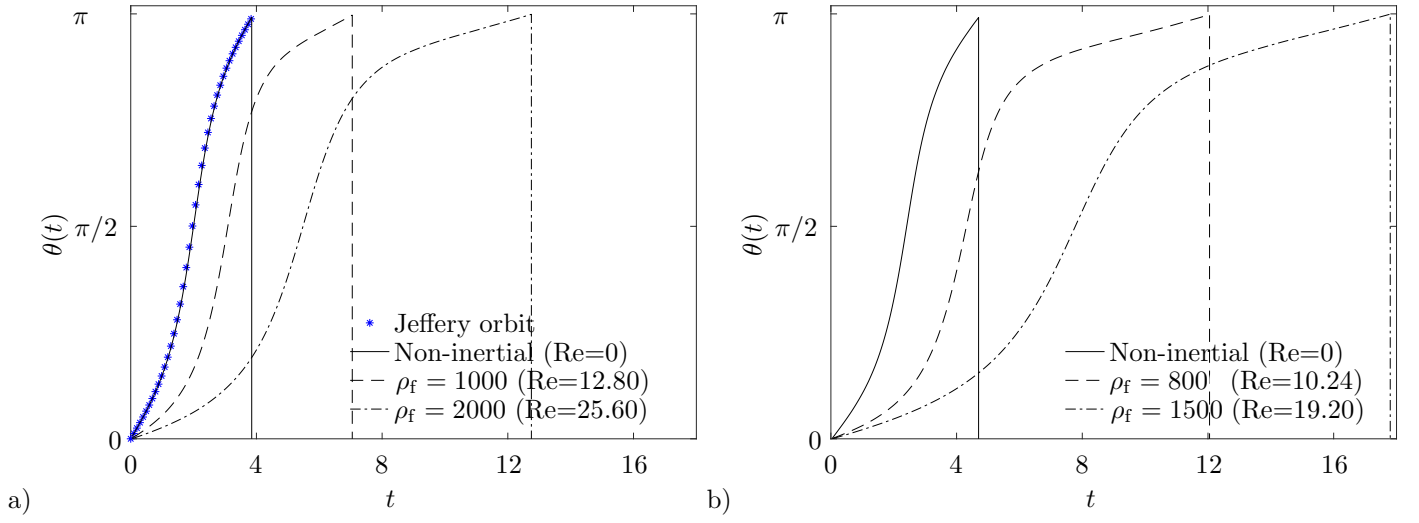 π
π/2
0
θ(t)
0 4 8 12 16
t
Jeffery orbit
Non-inertial (Re=0)
ρf = 1000 (Re=12.80)
ρf = 2000 (Re=25.60)
a)
π
π/2
0
θ(t)
0 4 8 12 16
t
Non-inertial (Re=0)
ρf = 800 (Re=10.24)
ρf = 1500 (Re=19.20)
b)